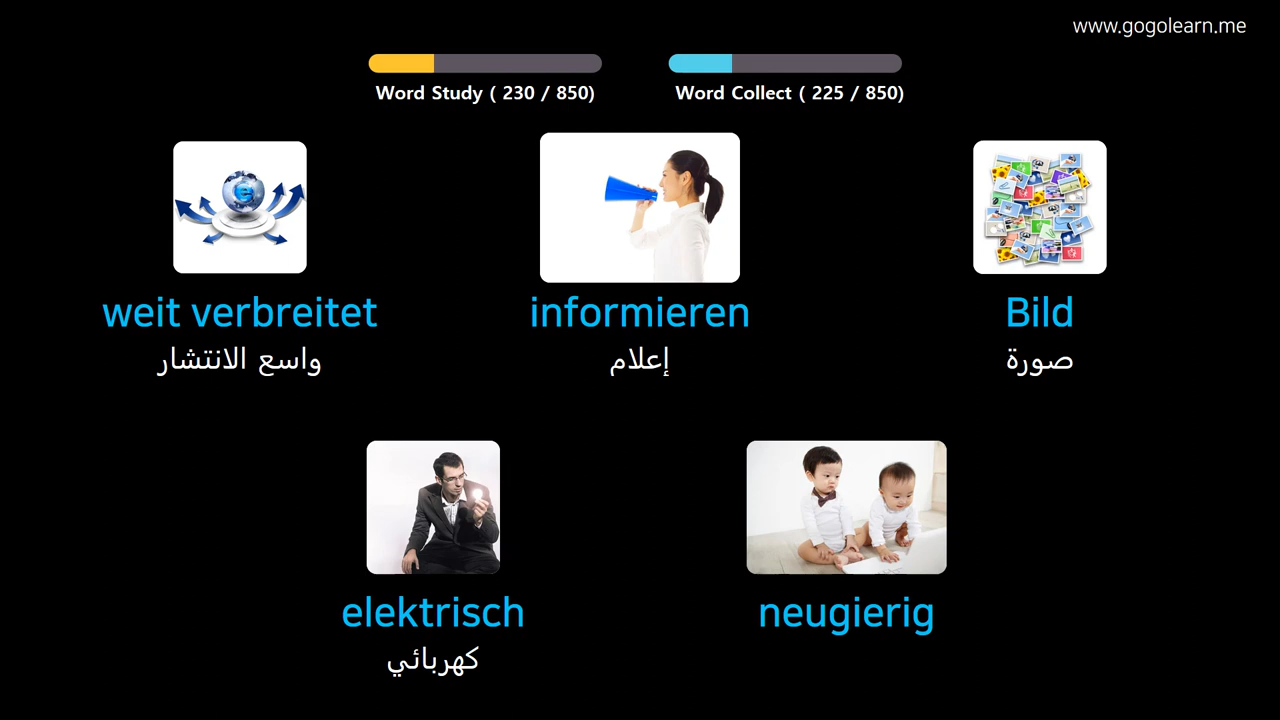 www.gogolearn.me
Word Study ( 230 / 850)
Word Collect ( 225 / 850)
weit verbreitet
واسع الانتشار
informieren
إعلام
Bild
صورة
elektrisch
كهربائي
neugierig